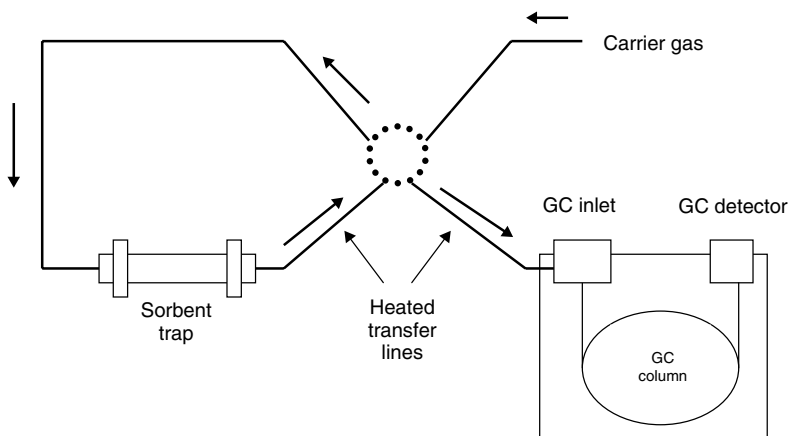 Carrier gas
GC inlet
GC detector
Sorbent
trap
Heated
transfer
lines
GC
column